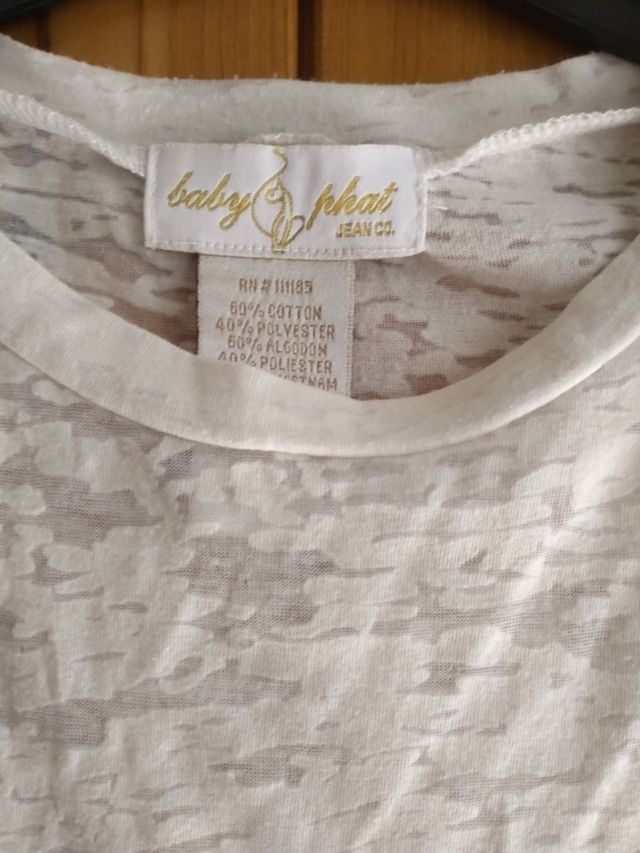 baby phat
JEAN CO.
RN # 111185
60% COTTON
40% POLYESTER
60% ALGODON
40% POLIESTER